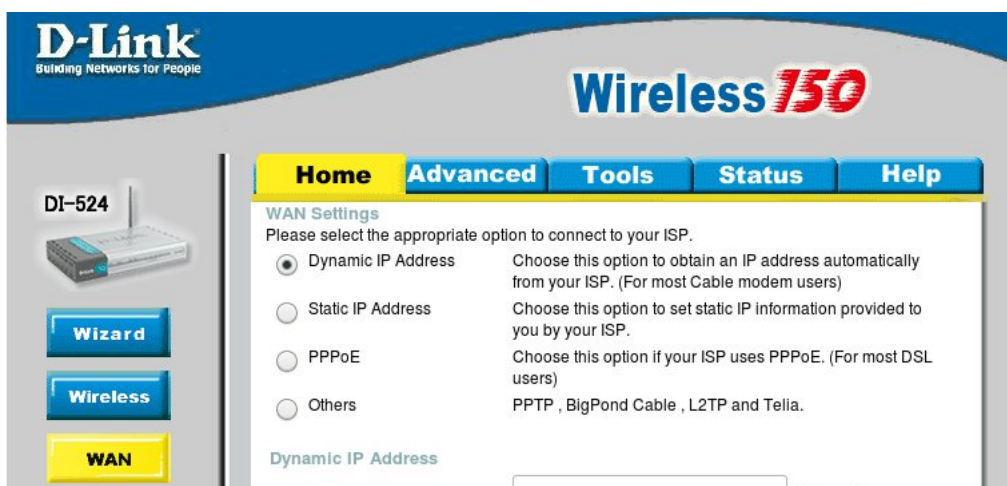 D-Link
Building Networks for People
Wireless 150
Home Advanced Tools Status Help
DI-524
D-Link
WAN Settings
Please select the appropriate option to connect to your ISP.
Dynamic IP Address Choose this option to obtain an IP address automatically
from your ISP. (For most Cable modem users)
Static IP Address Choose this option to set static IP information provided to
you by your ISP.
PPPoE Choose this option if your ISP uses PPPoE. (For most DSL
users)
Others PPTP , BigPond Cable , L2TP and Telia.
Wizard
Wireless
WAN
Dynamic IP Address